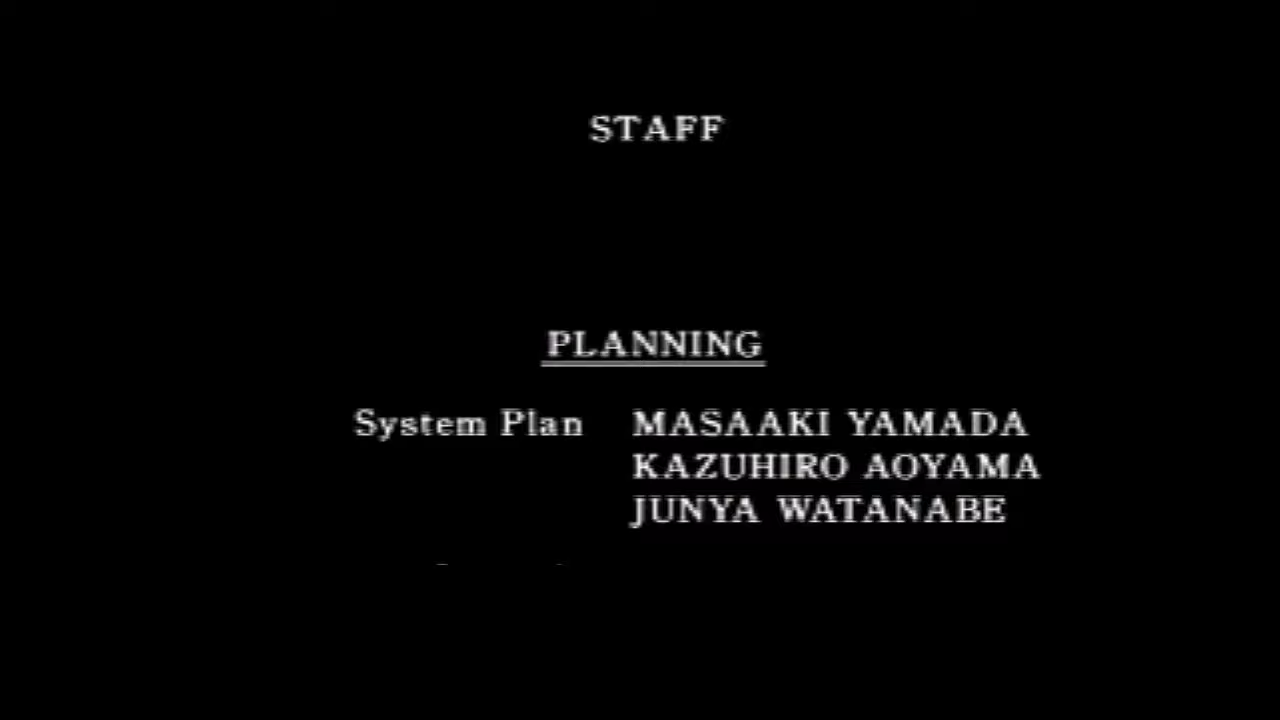 STAFF
PLANNING
System Plan MASAAKI YAMADA
KAZUHIRO AOYAMA
JUNYA WATANABE